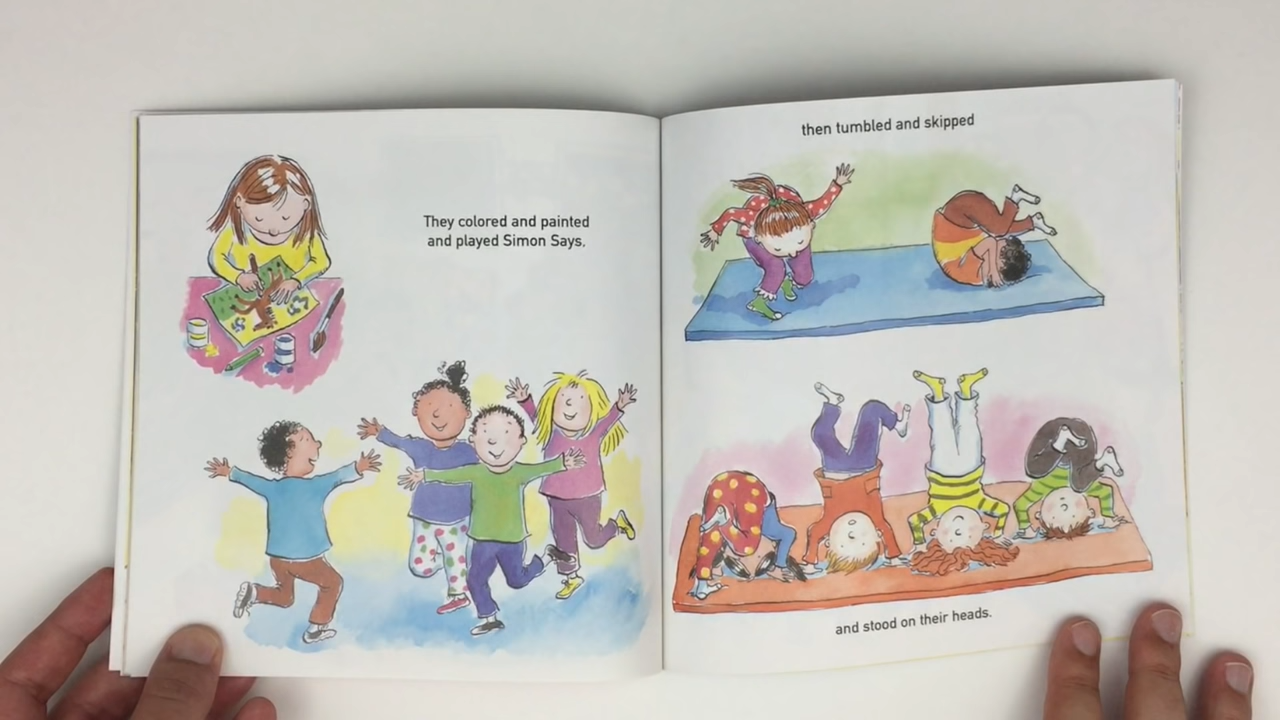 They colored and painted
and played Simon Says,
then tumbled and skipped
and stood on their heads.